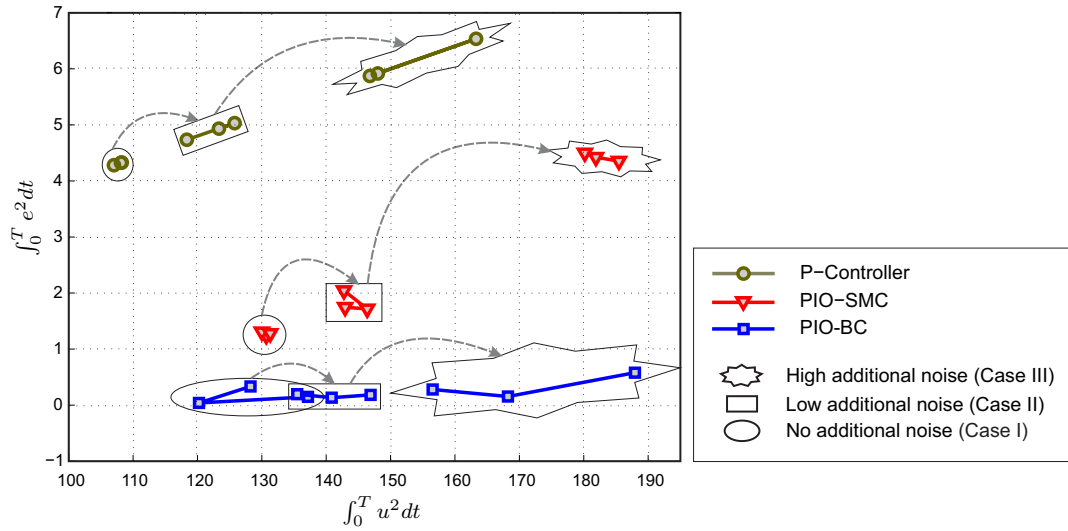 7
6
5
4
3
2
1
0
−1
100 110 120 130 140 150 160 170 180 190
∫₀ᵀ e²dt
∫₀ᵀ u²dt
P−Controller
PIO−SMC
PIO-BC
High additional noise (Case III)
Low additional noise (Case II)
No additional noise (Case I)